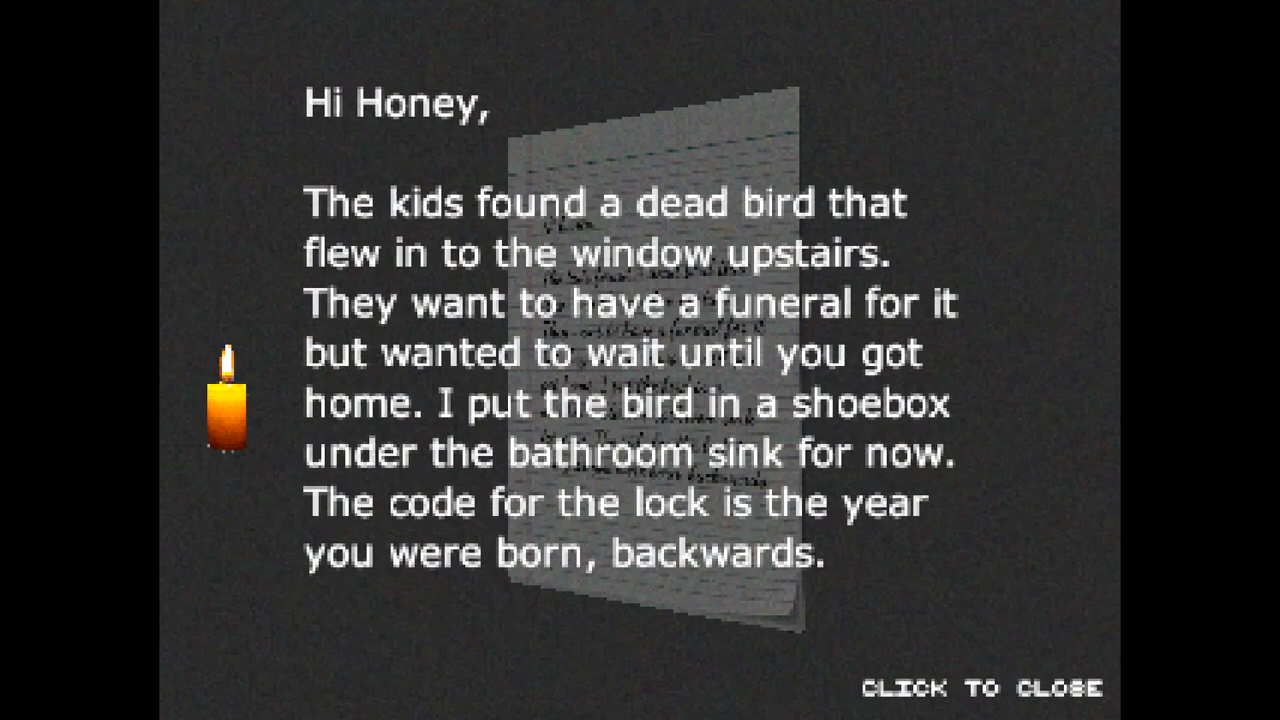 Hi Honey,
The kids found a dead bird that
flew in to the window upstairs.
They want to have a funeral for it
but wanted to wait until you got
home. I put the bird in a shoebox
under the bathroom sink for now.
The code for the lock is the year
you were born, backwards.
CLICK TO CLOSE